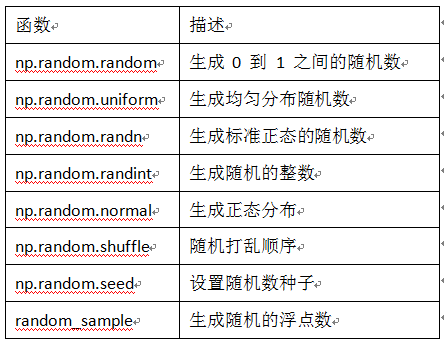 函数 描述
np.random.random 生成 0 到 1 之间的随机数
np.random.uniform 生成均匀分布随机数
np.random.randn 生成标准正态的随机数
np.random.randint 生成随机的整数
np.random.normal 生成正态分布
np.random.shuffle 随机打乱顺序
np.random.seed 设置随机数种子
random_sample 生成随机的浮点数